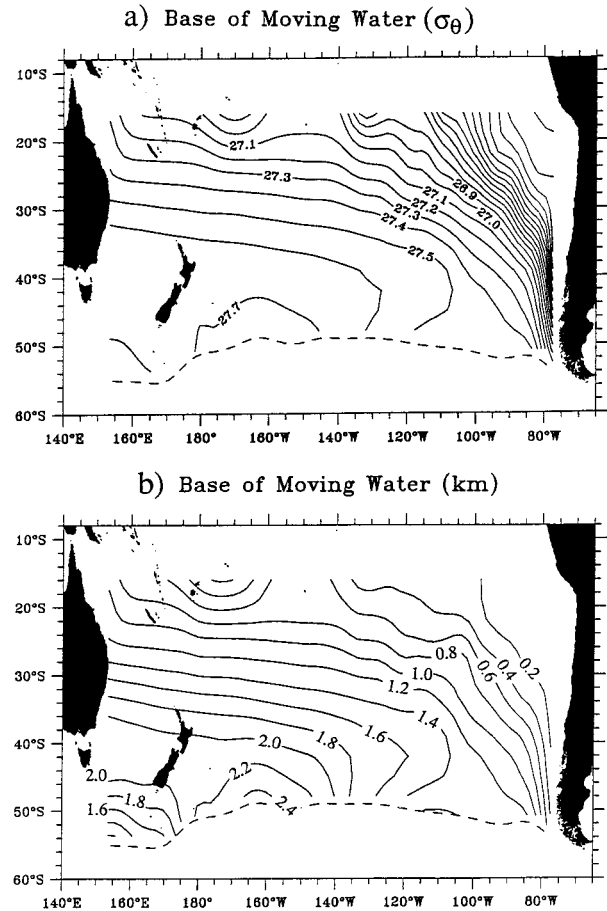 a) Base of Moving Water (σθ)
10°S
20°S
27.1
27.3
26.9
27.1
27.2
27.0
30°S
27.3
27.4
40°S
27.5
27.7
50°S
60°S
140°E 160°E 180° 160°W 140°W 120°W 100°W 80°W
b) Base of Moving Water (km)
10°S
20°S
0.8
0.2
0.4
0.6
30°S
1.0
1.2
1.4
1.6
40°S
1.8
2.0
2.2
2.0
1.8
2.4
1.6
50°S
60°S
140°E 160°E 180° 160°W 140°W 120°W 100°W 80°W